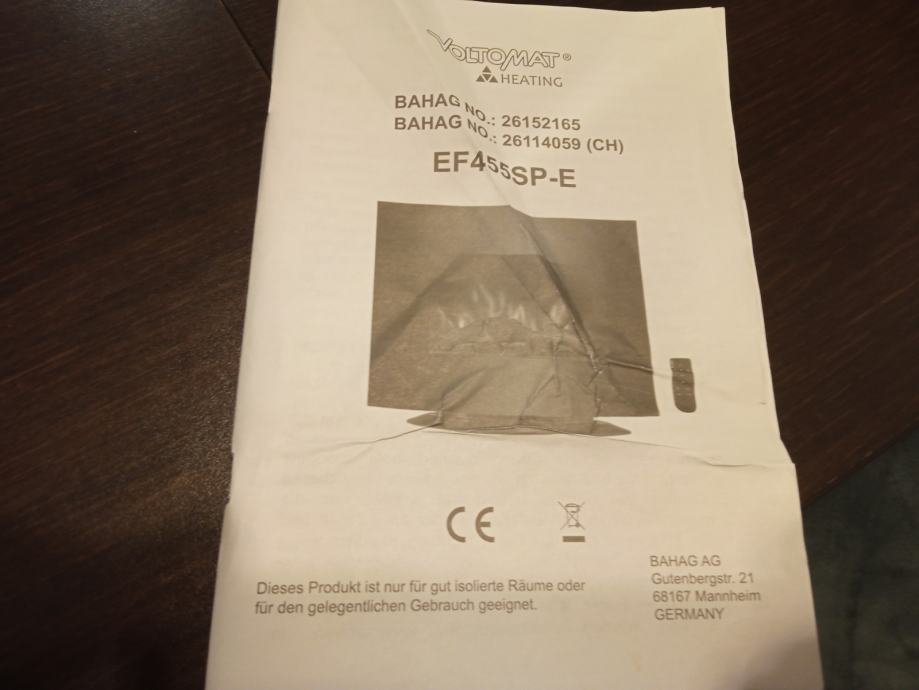 VOLTOMAT®
HEATING
BAHAG NO.: 26152165
BAHAG NO.: 26114059 (CH)
EF455SP-E
CE
Dieses Produkt ist nur für gut isolierte Räume oder
für den gelegentlichen Gebrauch geeignet.
BAHAG AG
Gutenbergstr. 21
68167 Mannheim
GERMANY